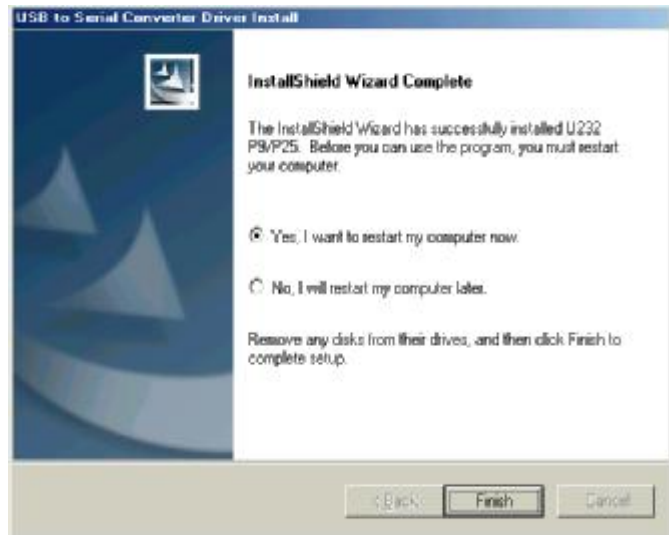 USB to Serial Converter Driver Install
InstallShield Wizard Complete
The InstallShield Wizard has successfully installed U232
P9/P25. Before you can use the program, you must restart
your computer.
Yes, I want to restart my computer now.
No, I will restart my computer later.
Remove any disks from their drives, and then click Finish to
complete setup.
< Back
Finish
Cancel